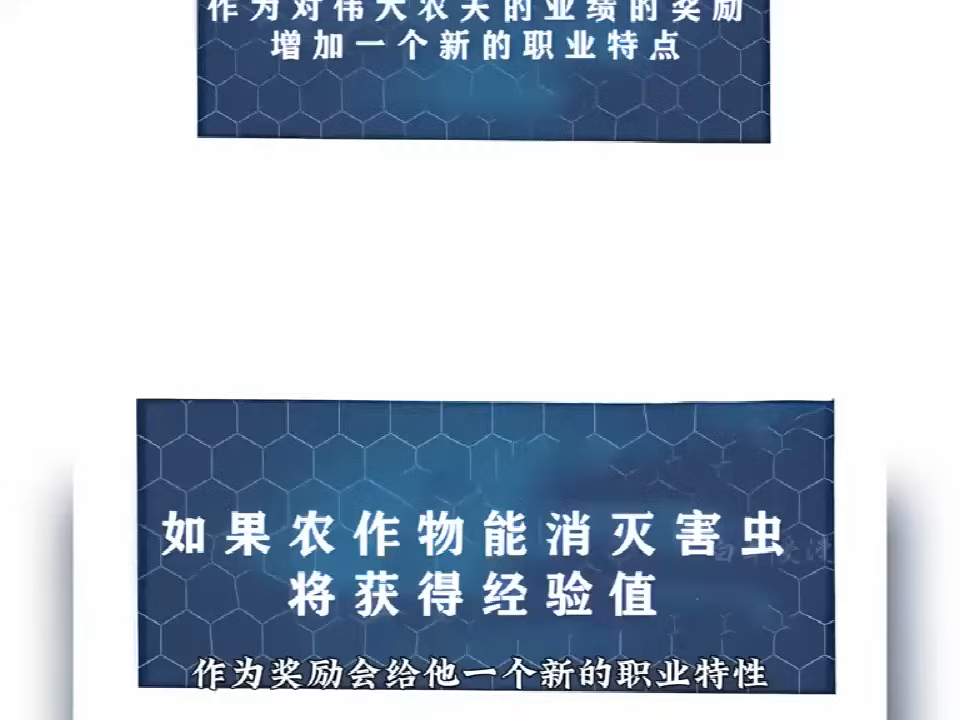 作为对伟大农夫的业绩的奖励
增加一个新的职业特点
如果农作物能消灭害虫
将获得经验值
作为奖励会给他一个新的职业特性